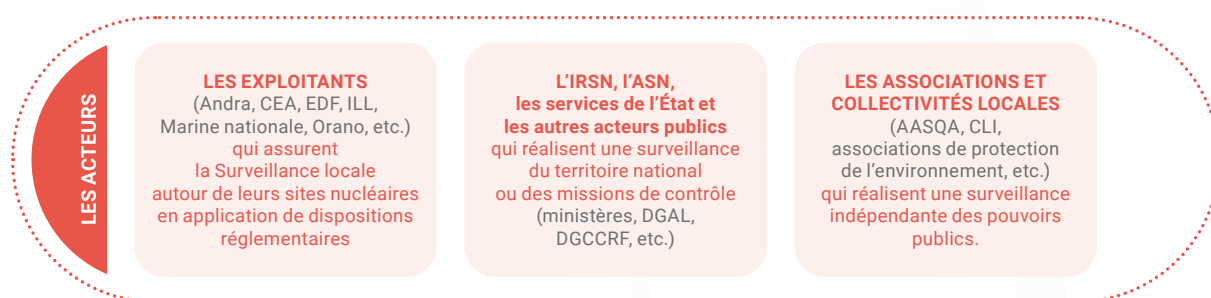 LES ACTEURS
LES EXPLOITANTS
(Andra, CEA, EDF, ILL,
Marine nationale, Orano, etc.)
qui assurent
la Surveillance locale
autour de leurs sites nucléaires
en application de dispositions
réglementaires
L’IRSN, l’ASN,
les services de l’État et
les autres acteurs publics
qui réalisent une surveillance
du territoire national
ou des missions de contrôle
(ministères, DGAL,
DGCCRF, etc.)
LES ASSOCIATIONS ET
COLLECTIVITÉS LOCALES
(AASQA, CLI,
associations de protection
de l’environnement, etc.)
qui réalisent une surveillance
indépendante des pouvoirs
publics.